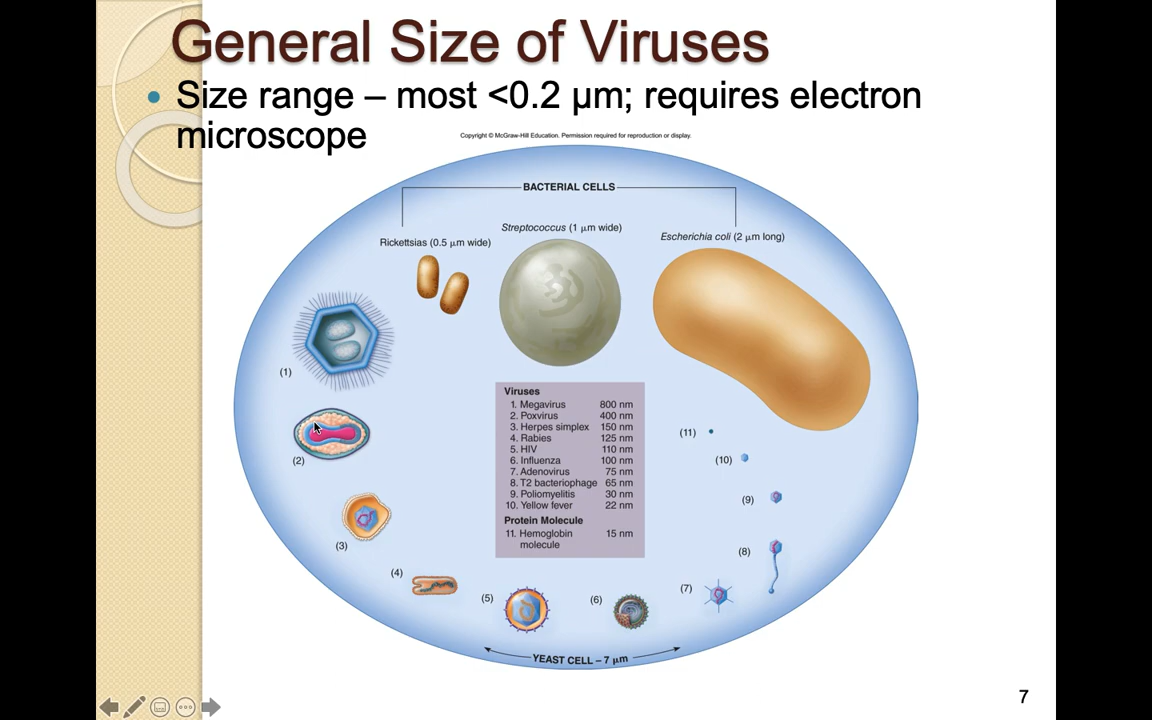 General Size of Viruses
• Size range – most <0.2 μm; requires electron
microscope
Copyright © McGraw-Hill Education. Permission required for reproduction or display.
BACTERIAL CELLS
Rickettsias (0.5 μm wide)
Streptococcus (1 μm wide)
Escherichia coli (2 μm long)
(1)
(2)
(3)
(4)
(5)
(6)
(7)
(8)
(9)
(10)
(11)
Viruses
1. Megavirus 800 nm
2. Poxvirus 400 nm
3. Herpes simplex 150 nm
4. Rabies 125 nm
5. HIV 110 nm
6. Influenza 100 nm
7. Adenovirus 75 nm
8. T2 bacteriophage 65 nm
9. Poliomyelitis 30 nm
10. Yellow fever 22 nm
Protein Molecule
11. Hemoglobin 15 nm
molecule
YEAST CELL – 7 μm
7